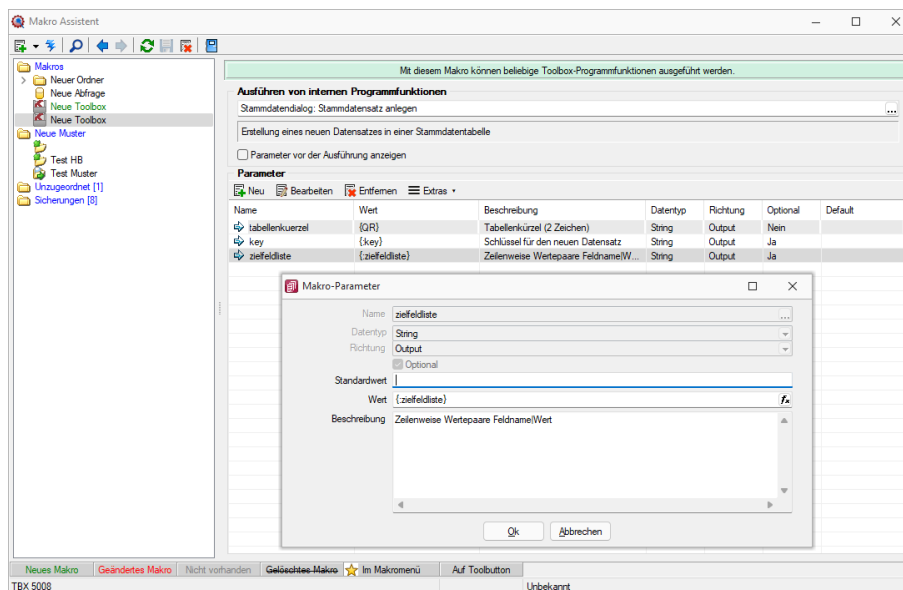 Makro Assistent
Makros
Neuer Ordner
Neue Abfrage
Neue Toolbox
Neue Toolbox
Neue Muster
Test HB
Test Muster
Unzugeordnet [1]
Sicherungen [8]
Mit diesem Makro können beliebige Toolbox-Programmfunktionen ausgeführt werden.
Ausführen von internen Programmfunktionen
Stammdatendialog: Stammdatensatz anlegen
...
Erstellung eines neuen Datensatzes in einer Stammdatentabelle
Parameter vor der Ausführung anzeigen
Parameter
Neu Bearbeiten Entfernen Extras
Name Wert Beschreibung Datentyp Richtung Optional Default
tabellenkuerzel {QR} Tabellenkürzel (2 Zeichen) String Output Nein
key {:key} Schlüssel für den neuen Datensatz String Output Ja
zielfeldliste {:zielfeldliste} Zeilenweise Wertepaare Feldname|W... String Output Ja
Makro-Parameter
Name zielfeldliste ...
Datentyp String
Richtung Output
Optional
Standardwert
Wert {:zielfeldliste} fx
Beschreibung Zeilenweise Wertepaare Feldname|Wert
Ok Abbrechen
Neues Makro Geändertes Makro Nicht vorhanden Gelöschtes Makro Im Makromenü Auf Toolbutton
TBX 5008 Unbekannt